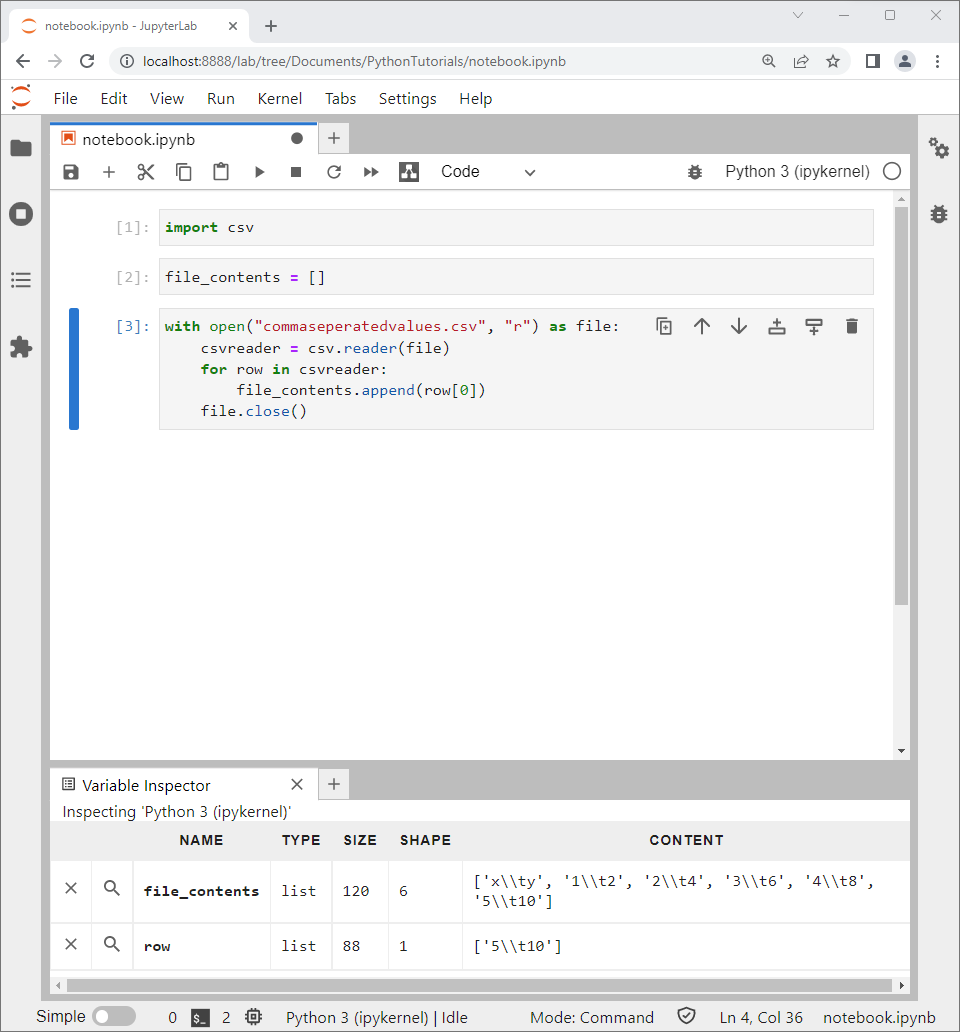 notebook.ipynb - JupyterLab
localhost:8888/lab/tree/Documents/PythonTutorials/notebook.ipynb
File Edit View Run Kernel Tabs Settings Help
notebook.ipynb
Code Python 3 (ipykernel)
[1]: import csv
[2]: file_contents = []
[3]: with open("commaseperatedvalues.csv", "r") as file:
csvreader = csv.reader(file)
for row in csvreader:
file_contents.append(row[0])
file.close()
Variable Inspector
Inspecting 'Python 3 (ipykernel)'
NAME TYPE SIZE SHAPE CONTENT
file_contents list 120 6 ['x\\ty', '1\\t2', '2\\t4', '3\\t6', '4\\t8',
'5\\t10']
row list 88 1 ['5\\t10']
Simple 0 $_ 2 Python 3 (ipykernel) | Idle Mode: Command Ln 4, Col 36 notebook.ipynb